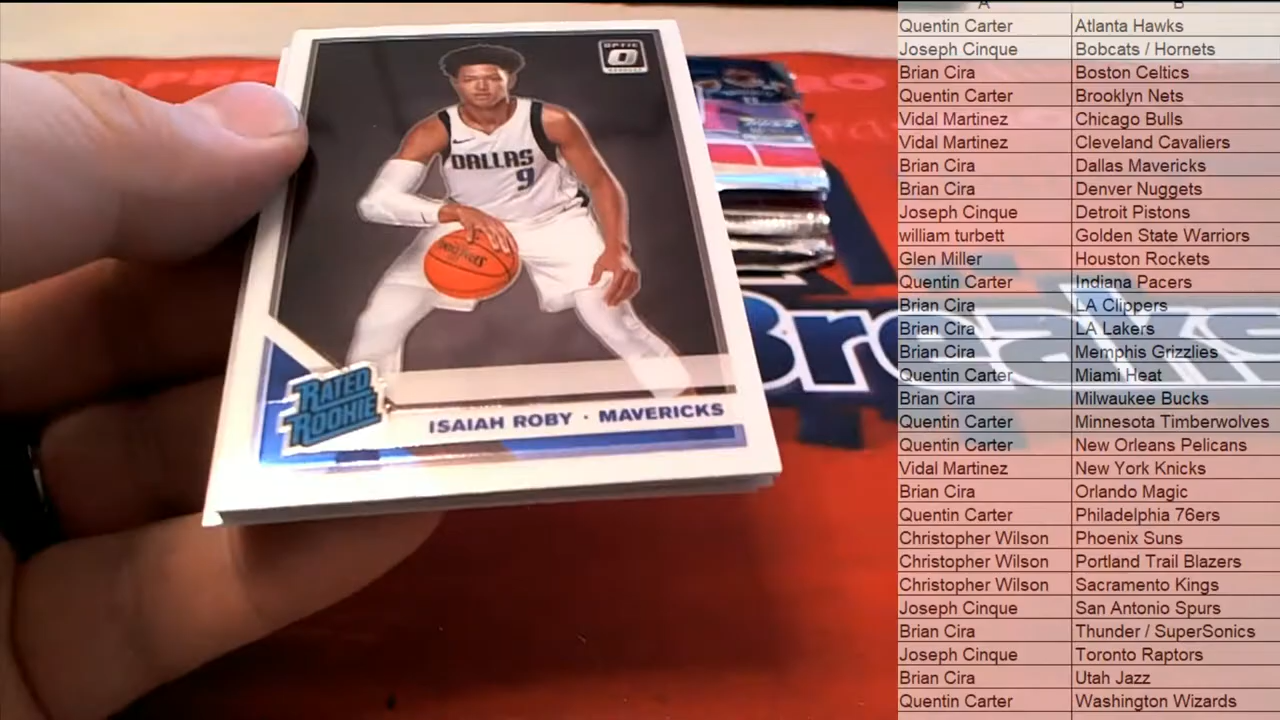 OPTIC
DALLAS
9
RATED
ROOKIE
ISAIAH ROBY · MAVERICKS
Breaks
A B
Quentin Carter Atlanta Hawks
Joseph Cinque Bobcats / Hornets
Brian Cira Boston Celtics
Quentin Carter Brooklyn Nets
Vidal Martinez Chicago Bulls
Vidal Martinez Cleveland Cavaliers
Brian Cira Dallas Mavericks
Brian Cira Denver Nuggets
Joseph Cinque Detroit Pistons
william turbett Golden State Warriors
Glen Miller Houston Rockets
Quentin Carter Indiana Pacers
Brian Cira LA Clippers
Brian Cira LA Lakers
Brian Cira Memphis Grizzlies
Quentin Carter Miami Heat
Brian Cira Milwaukee Bucks
Quentin Carter Minnesota Timberwolves
Quentin Carter New Orleans Pelicans
Vidal Martinez New York Knicks
Brian Cira Orlando Magic
Quentin Carter Philadelphia 76ers
Christopher Wilson Phoenix Suns
Christopher Wilson Portland Trail Blazers
Christopher Wilson Sacramento Kings
Joseph Cinque San Antonio Spurs
Brian Cira Thunder / SuperSonics
Joseph Cinque Toronto Raptors
Brian Cira Utah Jazz
Quentin Carter Washington Wizards